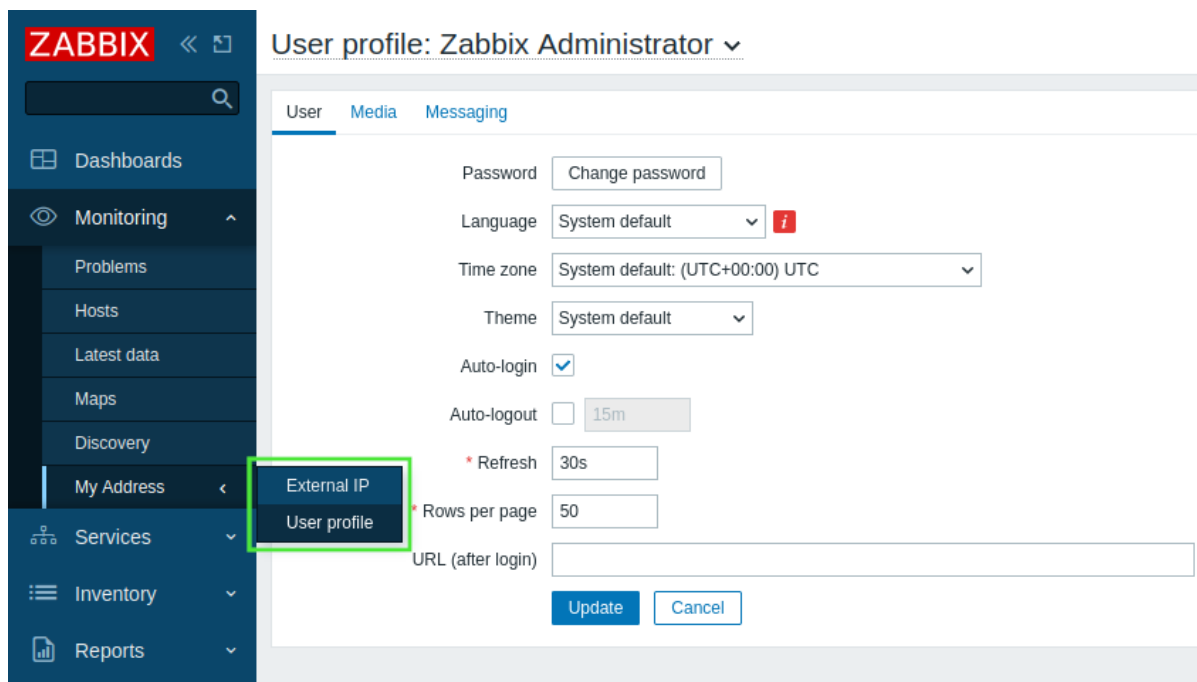 ZABBIX
User profile: Zabbix Administrator
User Media Messaging
Dashboards
Monitoring
Problems
Hosts
Latest data
Maps
Discovery
My Address
External IP
User profile
Services
Inventory
Reports
Password Change password
Language System default i
Time zone System default: (UTC+00:00) UTC
Theme System default
Auto-login
Auto-logout 15m
* Refresh 30s
* Rows per page 50
URL (after login)
Update Cancel